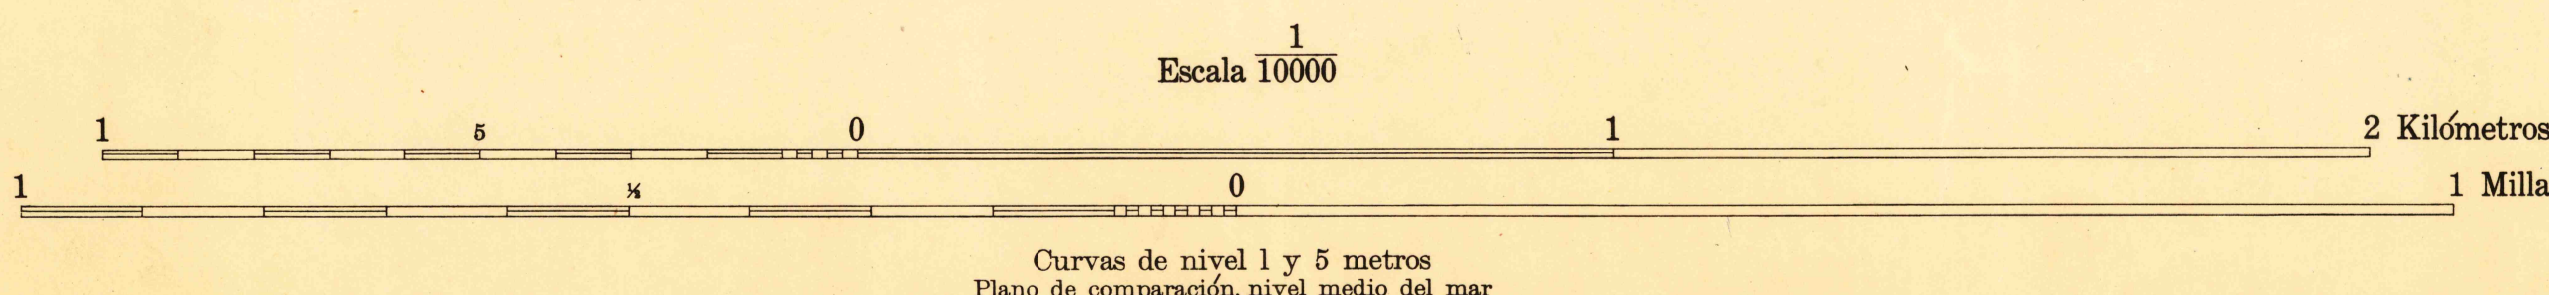 Escala 1/10000
1 5 0 1 2 Kilómetros
1 ½ 0 1 Milla
Curvas de nivel 1 y 5 metros
Plano de comparación, nivel medio del mar